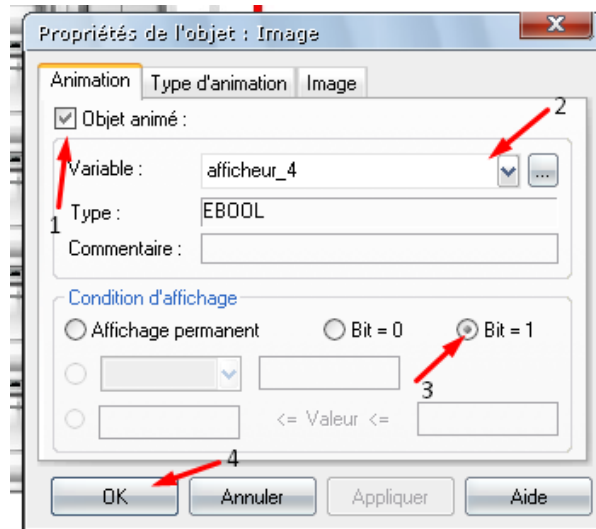 Propriétés de l'objet : Image
Animation Type d'animation Image
Objet animé :
2
Variable : afficheur_4 ...
1
Type : EBOOL
Commentaire :
Condition d'affichage
Affichage permanent Bit = 0 Bit = 1
3
<= Valeur <=
4
OK Annuler Appliquer Aide